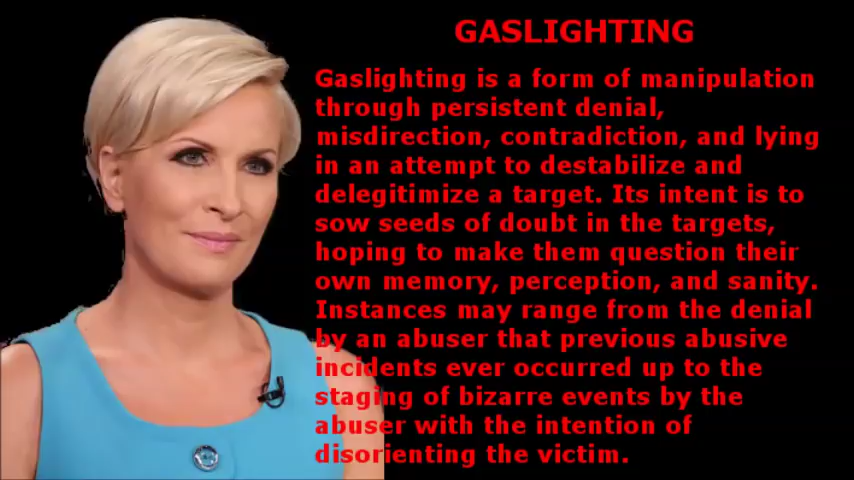 GASLIGHTING
Gaslighting is a form of manipulation
through persistent denial,
misdirection, contradiction, and lying
in an attempt to destabilize and
delegitimize a target. Its intent is to
sow seeds of doubt in the targets,
hoping to make them question their
own memory, perception, and sanity.
Instances may range from the denial
by an abuser that previous abusive
incidents ever occurred up to the
staging of bizarre events by the
abuser with the intention of
disorienting the victim.